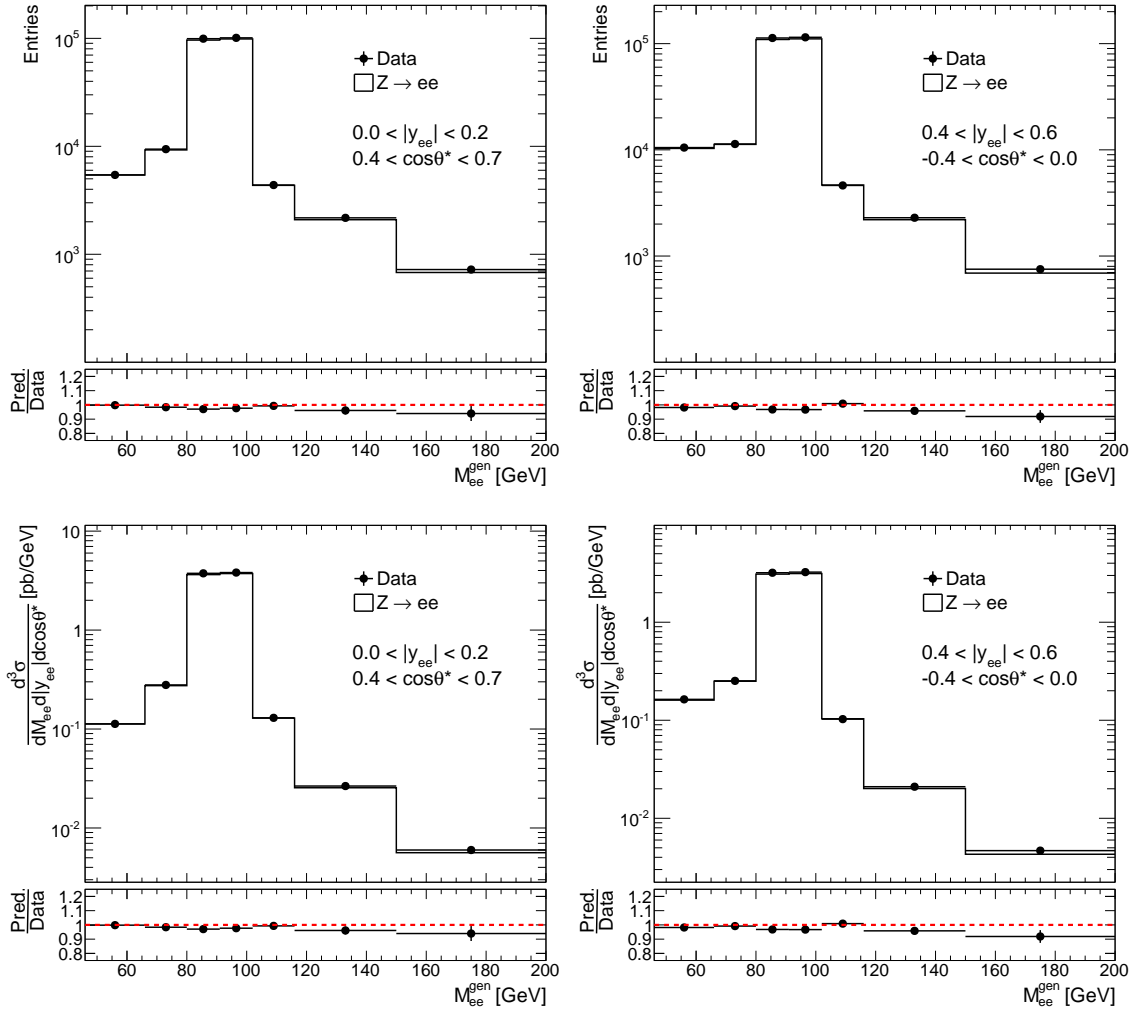 Entries
10^5
10^4
10^3
Data
Z → ee
0.0 < |y_ee| < 0.2
0.4 < cosθ* < 0.7
Pred.
Data
1.2
1.1
1
0.9
0.8
60 80 100 120 140 160 180 200
M_ee^gen [GeV]
Entries
10^5
10^4
10^3
Data
Z → ee
0.4 < |y_ee| < 0.6
-0.4 < cosθ* < 0.0
Pred.
Data
1.2
1.1
1
0.9
0.8
60 80 100 120 140 160 180 200
M_ee^gen [GeV]
d^3σ
dM_ee d|y_ee|dcosθ* [pb/GeV]
10
1
10^-1
10^-2
Data
Z → ee
0.0 < |y_ee| < 0.2
0.4 < cosθ* < 0.7
Pred.
Data
1.2
1.1
1
0.9
0.8
60 80 100 120 140 160 180 200
M_ee^gen [GeV]
d^3σ
dM_ee d|y_ee|dcosθ* [pb/GeV]
1
10^-1
10^-2
Data
Z → ee
0.4 < |y_ee| < 0.6
-0.4 < cosθ* < 0.0
Pred.
Data
1.2
1.1
1
0.9
0.8
60 80 100 120 140 160 180 200
M_ee^gen [GeV]